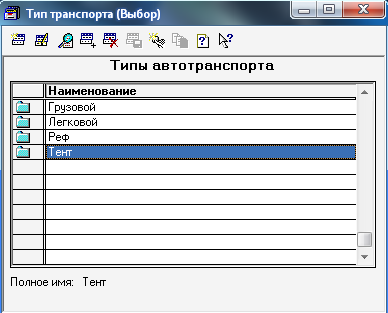 Тип транспорта (Выбор)
Типы автотранспорта
Наименование
Грузовой
Легковой
Реф
Тент
Полное имя: Тент